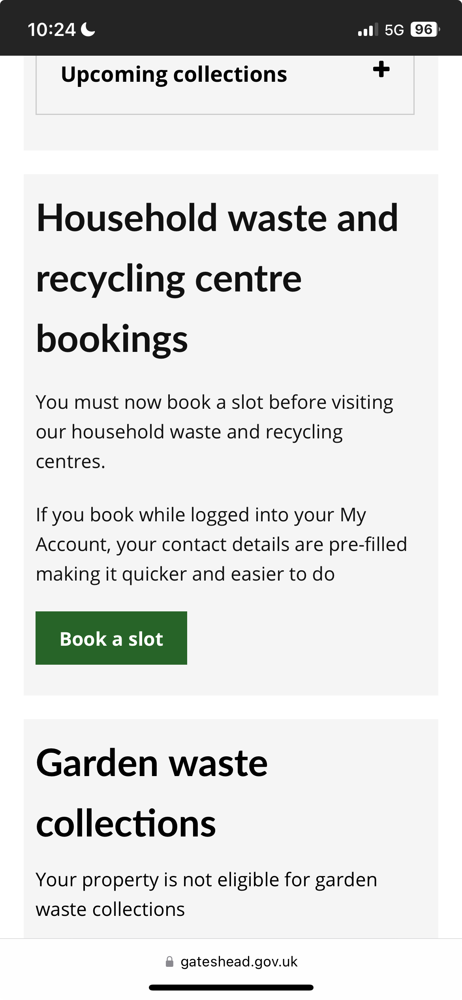 10:24
5G 96
Upcoming collections
Household waste and
recycling centre
bookings
You must now book a slot before visiting
our household waste and recycling
centres.
If you book while logged into your My
Account, your contact details are pre-filled
making it quicker and easier to do
Book a slot
Garden waste
collections
Your property is not eligible for garden
waste collections
gateshead.gov.uk